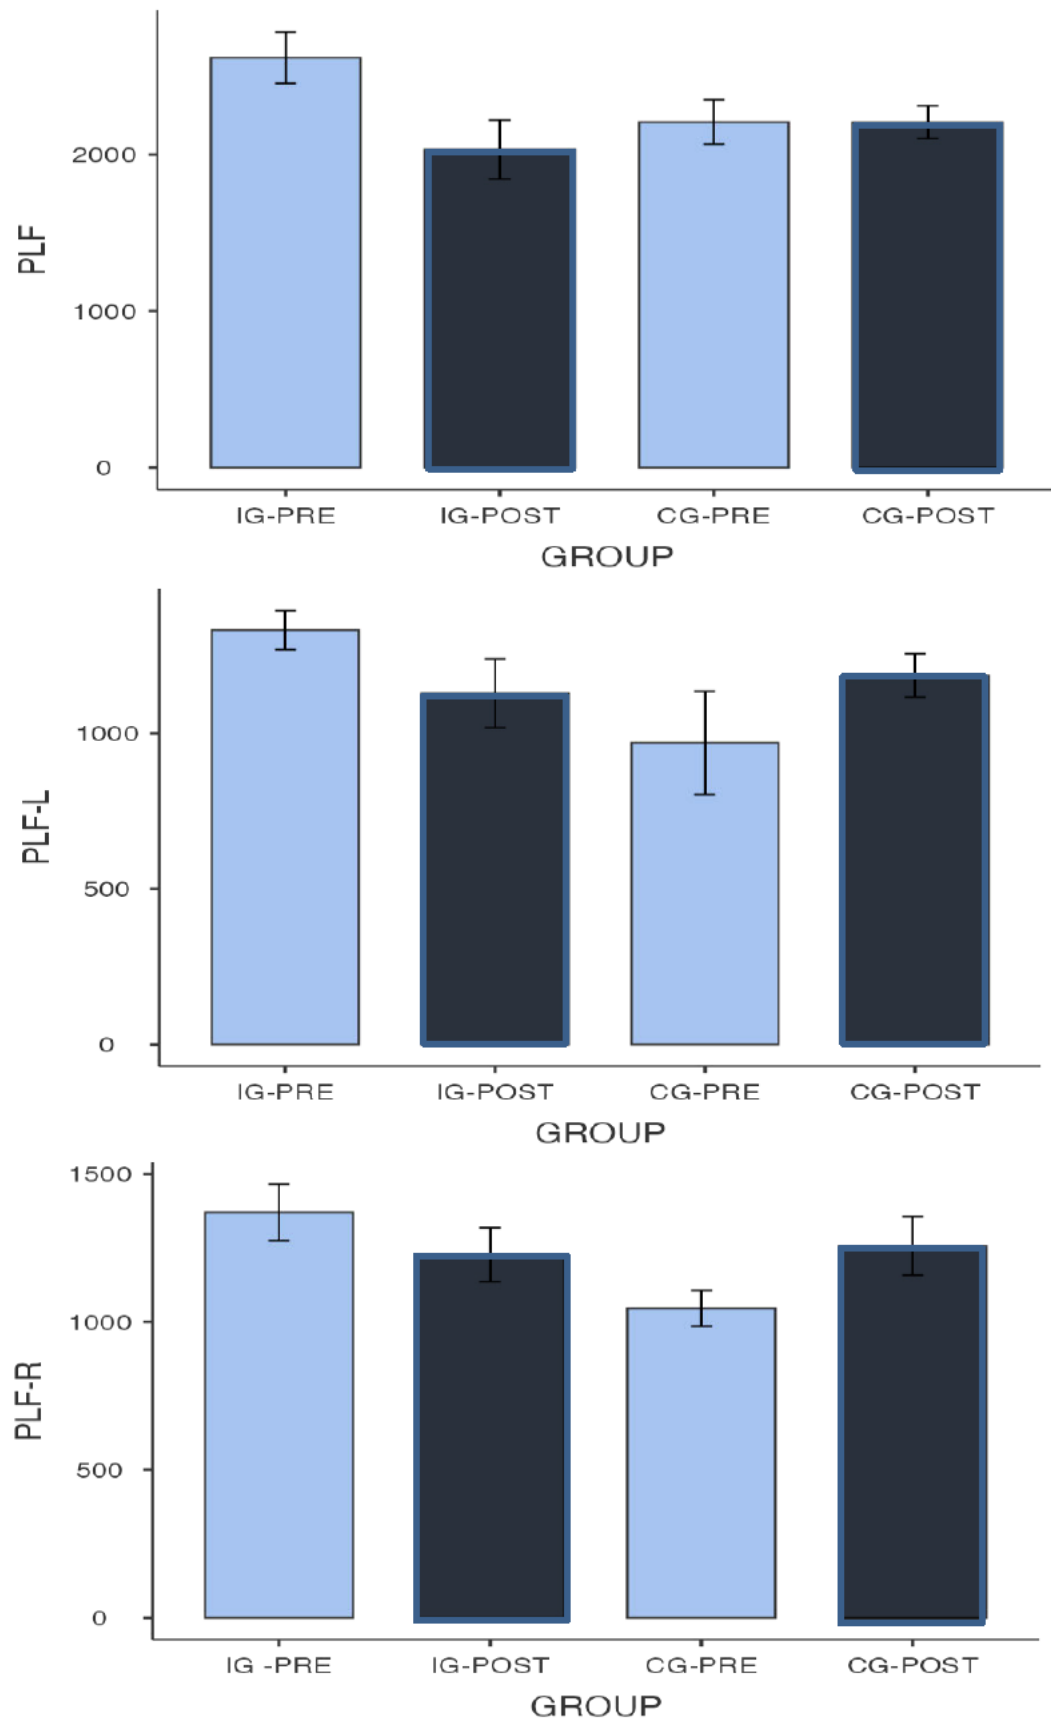 PLF
2000
1000
0
IG-PRE IG-POST CG-PRE CG-POST
GROUP
PLF-L
1000
500
0
IG-PRE IG-POST CG-PRE CG-POST
GROUP
PLF-R
1500
1000
500
0
IG -PRE IG-POST CG-PRE CG-POST
GROUP